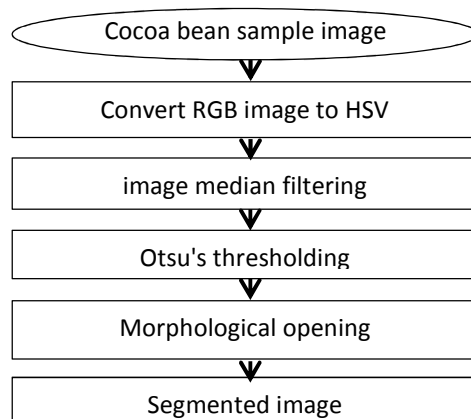 Cocoa bean sample image
Convert RGB image to HSV
image median filtering
Otsu's thresholding
Morphological opening
Segmented image